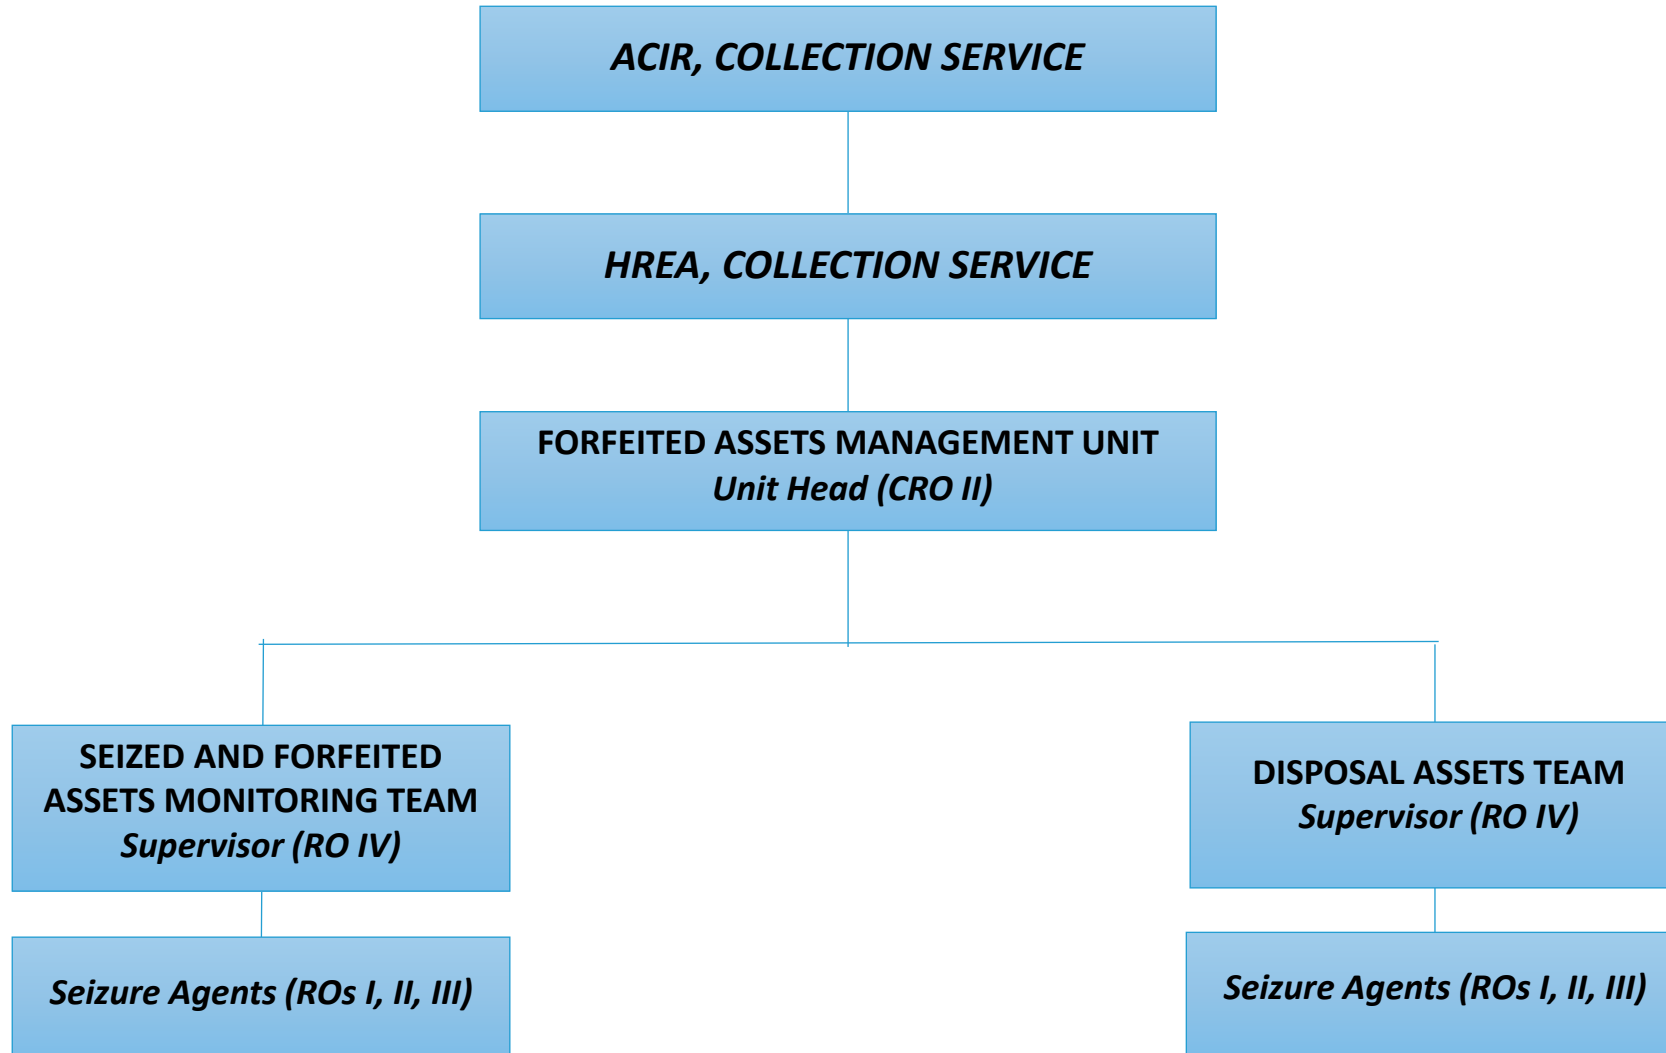 ACIR, COLLECTION SERVICE
HREA, COLLECTION SERVICE
FORFEITED ASSETS MANAGEMENT UNIT
Unit Head (CRO II)
SEIZED AND FORFEITED
ASSETS MONITORING TEAM
Supervisor (RO IV)
DISPOSAL ASSETS TEAM
Supervisor (RO IV)
Seizure Agents (ROs I, II, III)
Seizure Agents (ROs I, II, III)